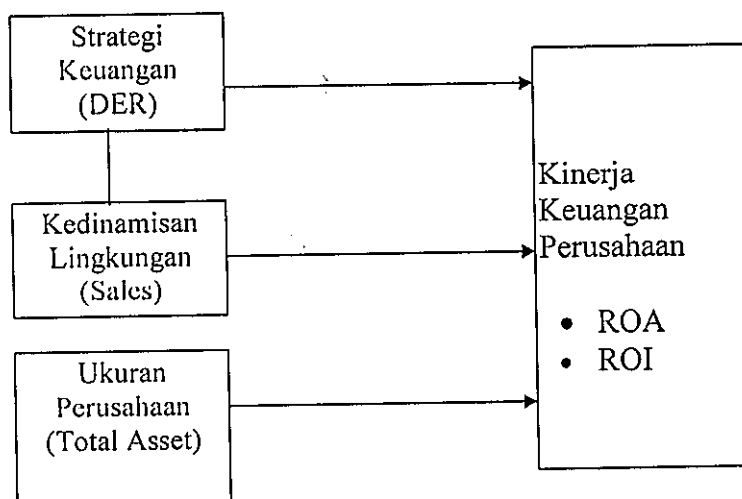 Strategi
Keuangan
(DER)
Kedinamisan
Lingkungan
(Sales)
Ukuran
Perusahaan
(Total Asset)
Kinerja
Keuangan
Perusahaan
• ROA
• ROI